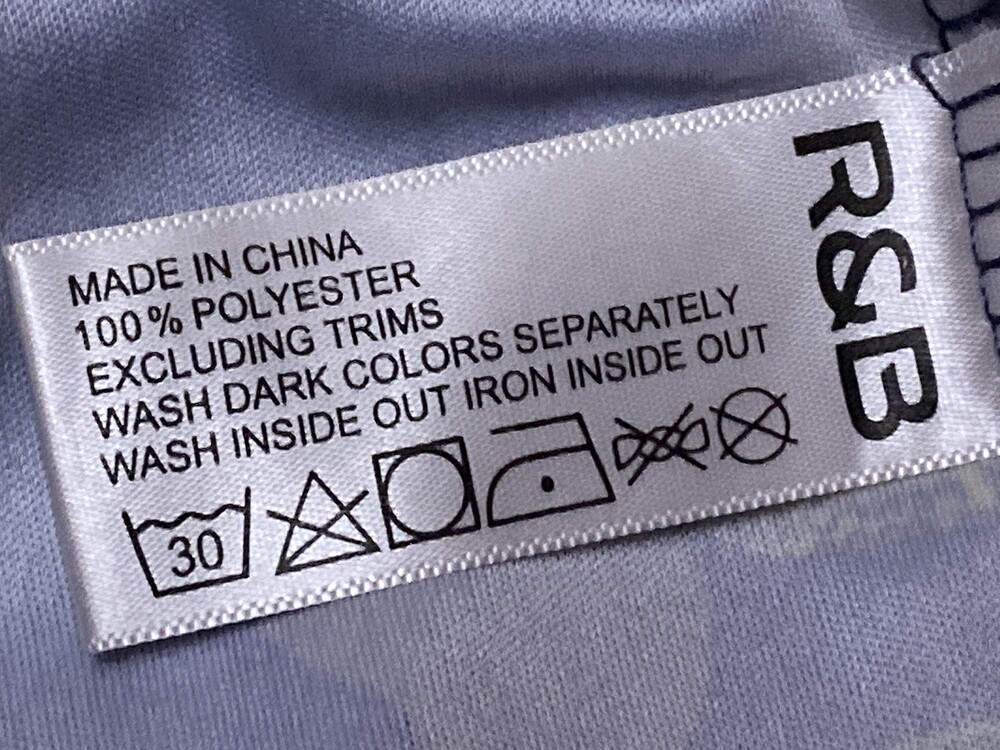 MADE IN CHINA
100% POLYESTER
EXCLUDING TRIMS
WASH DARK COLORS SEPARATELY
WASH INSIDE OUT IRON INSIDE OUT
30
R&B